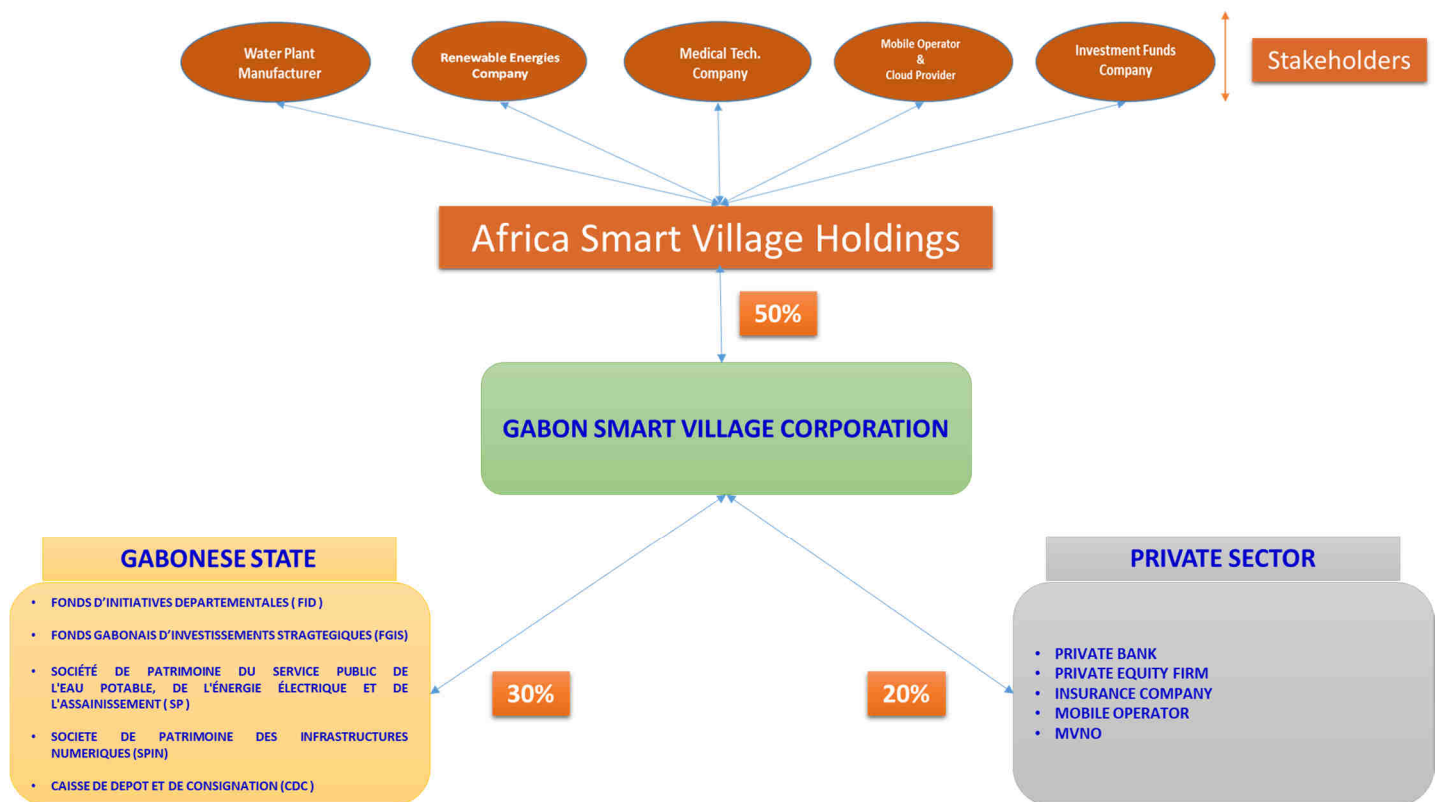 Water Plant
Manufacturer
Renewable Energies
Company
Medical Tech.
Company
Mobile Operator
&
Cloud Provider
Investment Funds
Company
Stakeholders
Africa Smart Village Holdings
50%
GABON SMART VILLAGE CORPORATION
GABONESE STATE
• FONDS D'INITIATIVES DEPARTEMENTALES ( FID )
• FONDS GABONAIS D'INVESTISSEMENTS STRAGTEGIQUES (FGIS)
• SOCIÉTÉ DE PATRIMOINE DU SERVICE PUBLIC DE
L'EAU POTABLE, DE L'ÉNERGIE ÉLECTRIQUE ET DE
L'ASSAINISSEMENT ( SP )
• SOCIETE DE PATRIMOINE DES INFRASTRUCTURES
NUMERIQUES (SPIN)
• CAISSE DE DEPOT ET DE CONSIGNATION (CDC )
30%
20%
PRIVATE SECTOR
• PRIVATE BANK
• PRIVATE EQUITY FIRM
• INSURANCE COMPANY
• MOBILE OPERATOR
• MVNO